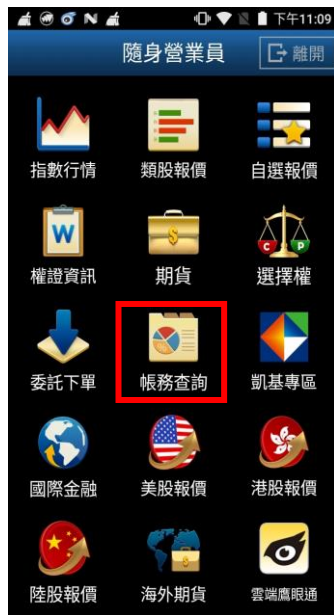 下午11:09
隨身營業員
離開
指數行情 類股報價 自選報價
W $ C P
權證資訊 期貨 選擇權
委託下單 帳務查詢 凱基專區
國際金融 美股報價 港股報價
陸股報價 海外期貨 雲端鷹眼通